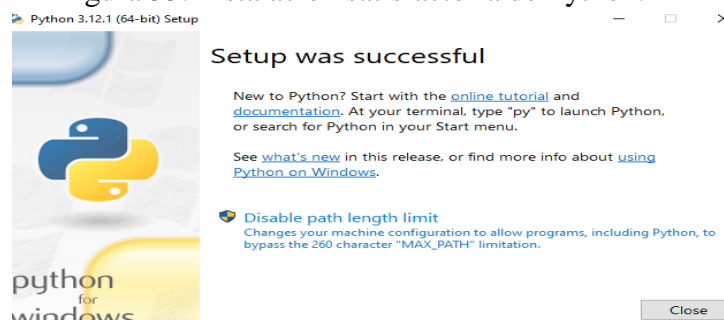 Python 3.12.1 (64-bit) Setup
Setup was successful
New to Python? Start with the online tutorial and
documentation. At your terminal, type "py" to launch Python,
or search for Python in your Start menu.
See what's new in this release, or find more info about using
Python on Windows.
Disable path length limit
Changes your machine configuration to allow programs, including Python, to
bypass the 260 character "MAX_PATH" limitation.
python
for
windows
Close